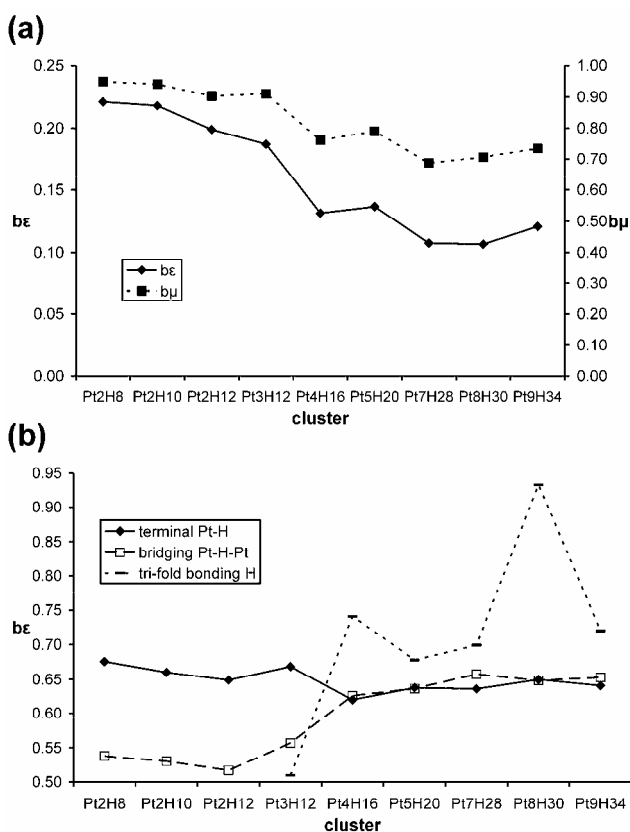 (a)
0.25
0.20
0.15
bε
0.10
0.05
0.00
1.00
0.90
0.80
0.70
0.60
0.50
bμ
0.40
0.30
0.20
0.10
0.00
bε
bμ
Pt2H8 Pt2H10 Pt2H12 Pt3H12 Pt4H16 Pt5H20 Pt7H28 Pt8H30 Pt9H34
cluster
(b)
0.95
0.90
0.85
0.80
0.75
bε
0.70
0.65
0.60
0.55
0.50
terminal Pt-H
bridging Pt-H-Pt
tri-fold bonding H
Pt2H8 Pt2H10 Pt2H12 Pt3H12 Pt4H16 Pt5H20 Pt7H28 Pt8H30 Pt9H34
cluster